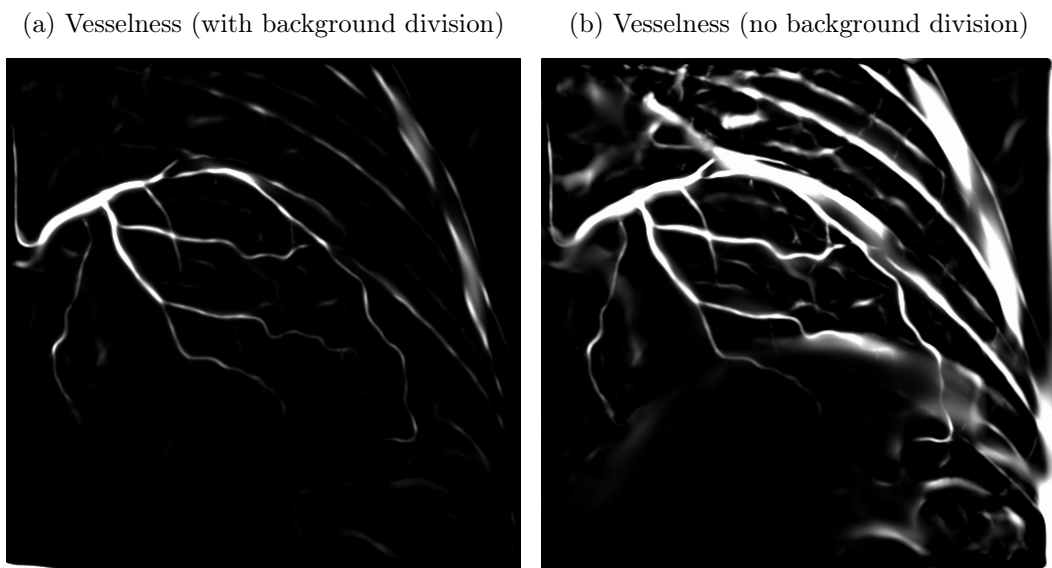 (a) Vesselness (with background division)
(b) Vesselness (no background division)